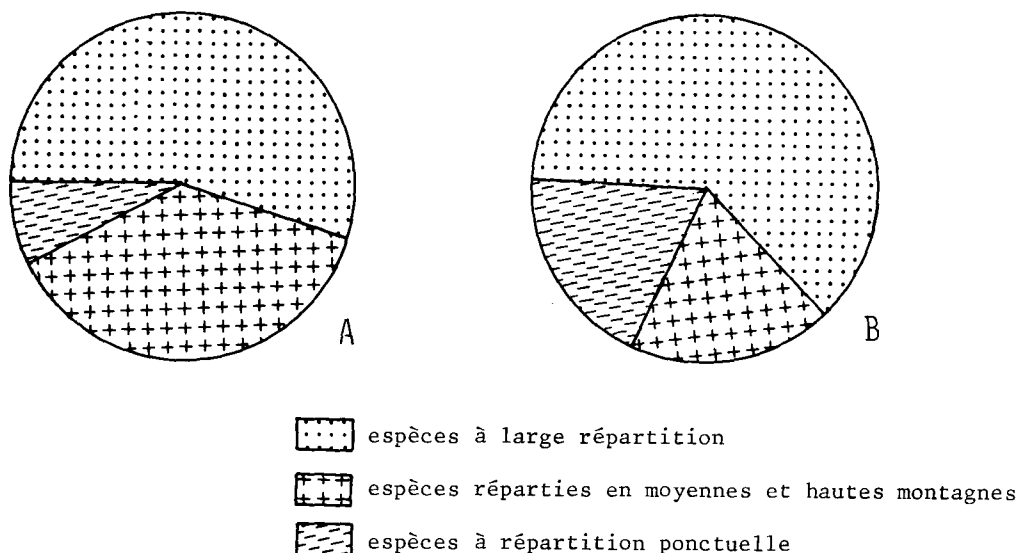 A
B
espèces à large répartition
espèces réparties en moyennes et hautes montagnes
espèces à répartition ponctuelle